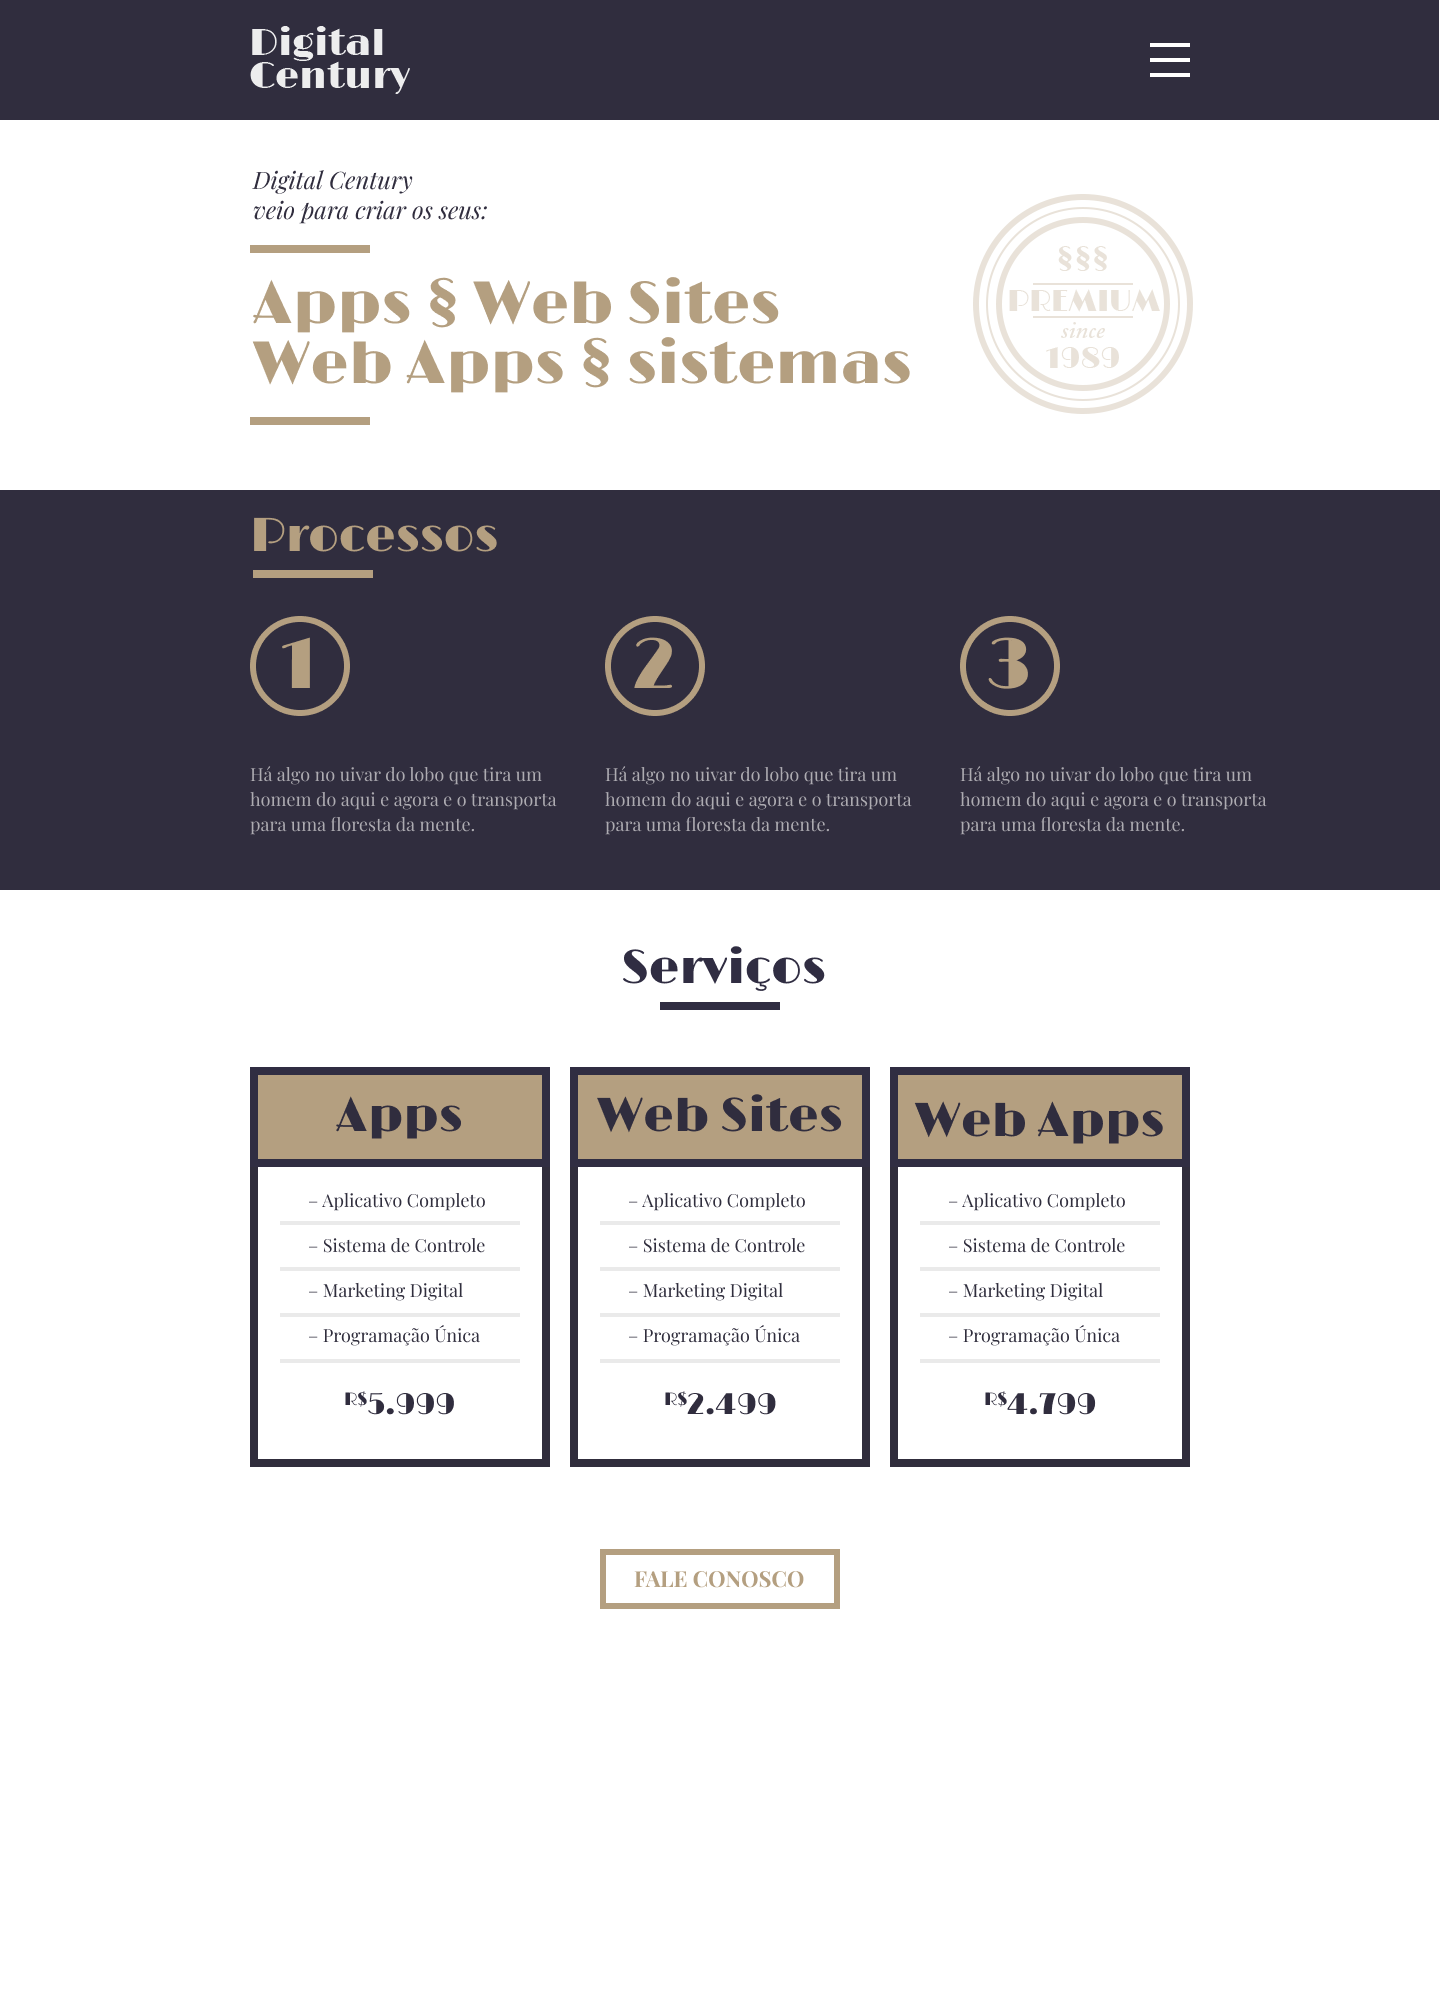 Digital
Century
Digital Century
veio para criar os seus:
Apps § Web Sites
Web Apps § sistemas
§§§
PREMIUM
since
1989
Processos
1
2
3
Há algo no uivar do lobo que tira um
homem do aqui e agora e o transporta
para uma floresta da mente.
Há algo no uivar do lobo que tira um
homem do aqui e agora e o transporta
para uma floresta da mente.
Há algo no uivar do lobo que tira um
homem do aqui e agora e o transporta
para uma floresta da mente.
Serviços
Apps
– Aplicativo Completo
– Sistema de Controle
– Marketing Digital
– Programação Única
R$5.999
Web Sites
– Aplicativo Completo
– Sistema de Controle
– Marketing Digital
– Programação Única
R$2.499
Web Apps
– Aplicativo Completo
– Sistema de Controle
– Marketing Digital
– Programação Única
R$4.799
FALE CONOSCO